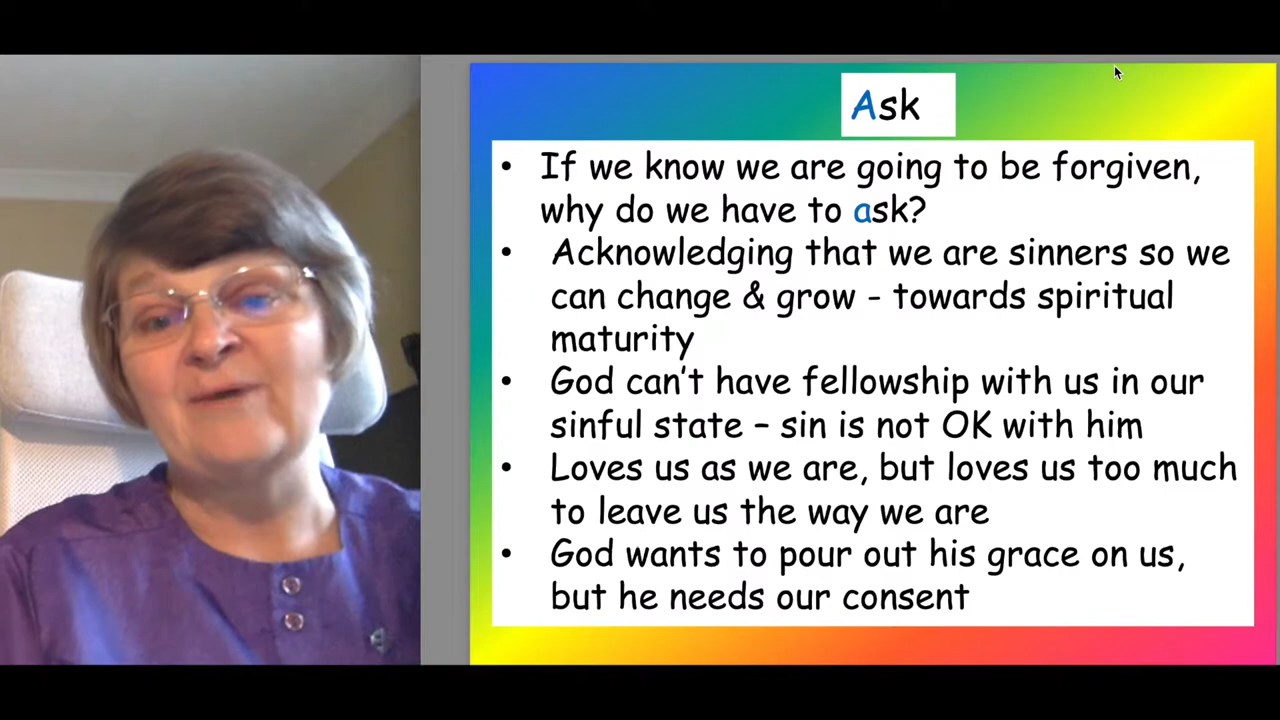 Ask
• If we know we are going to be forgiven,
why do we have to ask?
• Acknowledging that we are sinners so we
can change & grow - towards spiritual
maturity
• God can't have fellowship with us in our
sinful state – sin is not OK with him
• Loves us as we are, but loves us too much
to leave us the way we are
• God wants to pour out his grace on us,
but he needs our consent